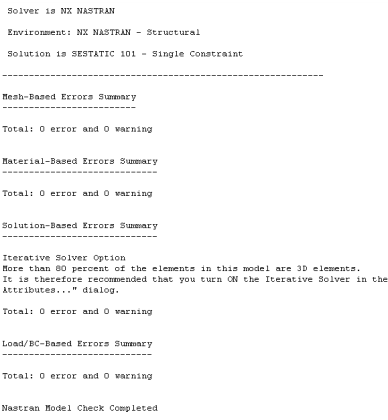 Solver is NX NASTRAN
Environment: NX NASTRAN - Structural
Solution is SESTATIC 101 - Single Constraint
-------------------------------------------------------------
Mesh-Based Errors Summary
-------------------------
Total: 0 error and 0 warning
Material-Based Errors Summary
-----------------------------
Total: 0 error and 0 warning
Solution-Based Errors Summary
-----------------------------
Iterative Solver Option
More than 80 percent of the elements in this model are 3D elements.
It is therefore recommended that you turn ON the Iterative Solver in the
Attributes..." dialog.
Total: 0 error and 0 warning
Load/BC-Based Errors Summary
----------------------------
Total: 0 error and 0 warning
Nastran Model Check Completed